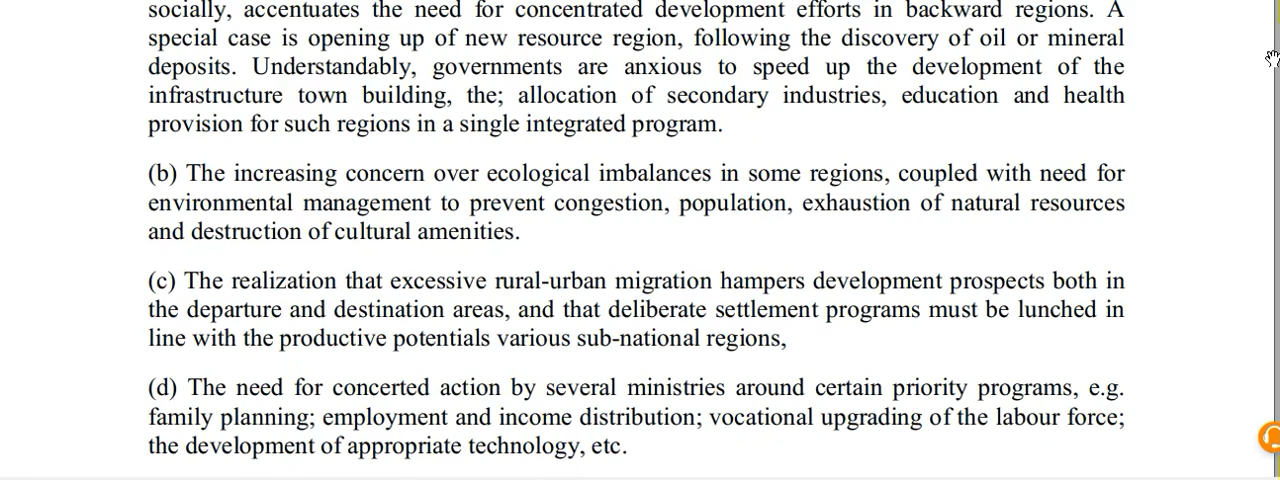 socially, accentuates the need for concentrated development efforts in backward regions. A
special case is opening up of new resource region, following the discovery of oil or mineral
deposits. Understandably, governments are anxious to speed up the development of the
infrastructure town building, the; allocation of secondary industries, education and health
provision for such regions in a single integrated program.
(b) The increasing concern over ecological imbalances in some regions, coupled with need for
environmental management to prevent congestion, population, exhaustion of natural resources
and destruction of cultural amenities.
(c) The realization that excessive rural-urban migration hampers development prospects both in
the departure and destination areas, and that deliberate settlement programs must be lunched in
line with the productive potentials various sub-national regions,
(d) The need for concerted action by several ministries around certain priority programs, e.g.
family planning; employment and income distribution; vocational upgrading of the labour force;
the development of appropriate technology, etc.